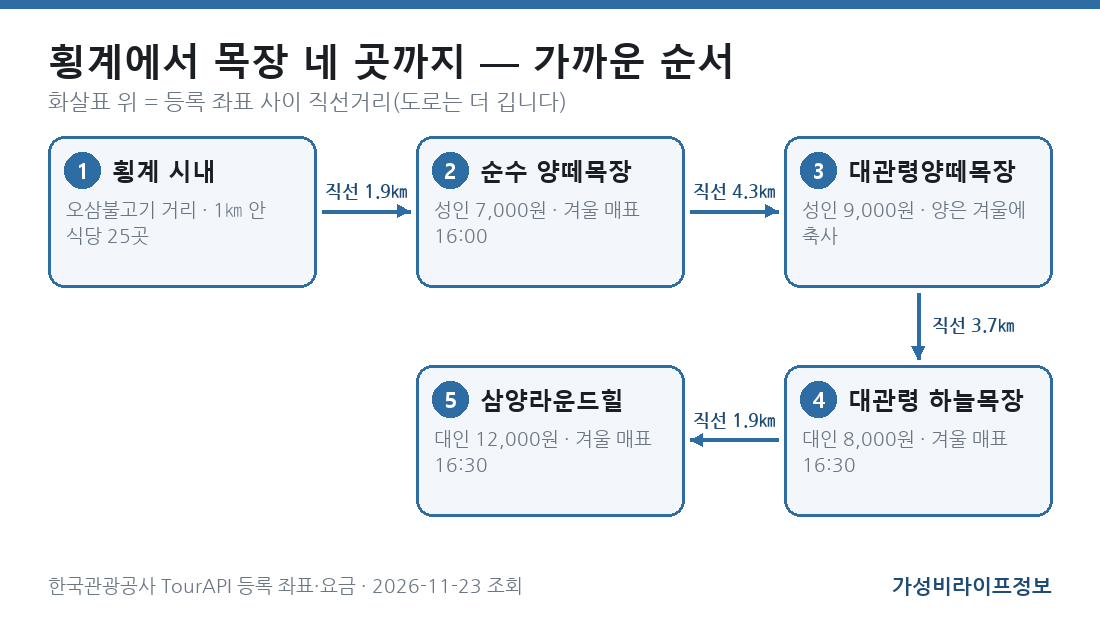 횡계에서 목장 네 곳까지 — 가까운 순서
화살표 위 = 등록 좌표 사이 직선거리(도로는 더 깁니다)
1 횡계 시내
오삼불고기 거리 · 1㎞ 안
식당 25곳
직선 1.9㎞
2 순수 양떼목장
성인 7,000원 · 겨울 매표
16:00
직선 4.3㎞
3 대관령양떼목장
성인 9,000원 · 양은 겨울에
축사
직선 3.7㎞
4 대관령 하늘목장
대인 8,000원 · 겨울 매표
16:30
직선 1.9㎞
5 삼양라운드힐
대인 12,000원 · 겨울 매표
16:30
한국관광공사 TourAPI 등록 좌표·요금 · 2026-11-23 조회
가성비라이프정보